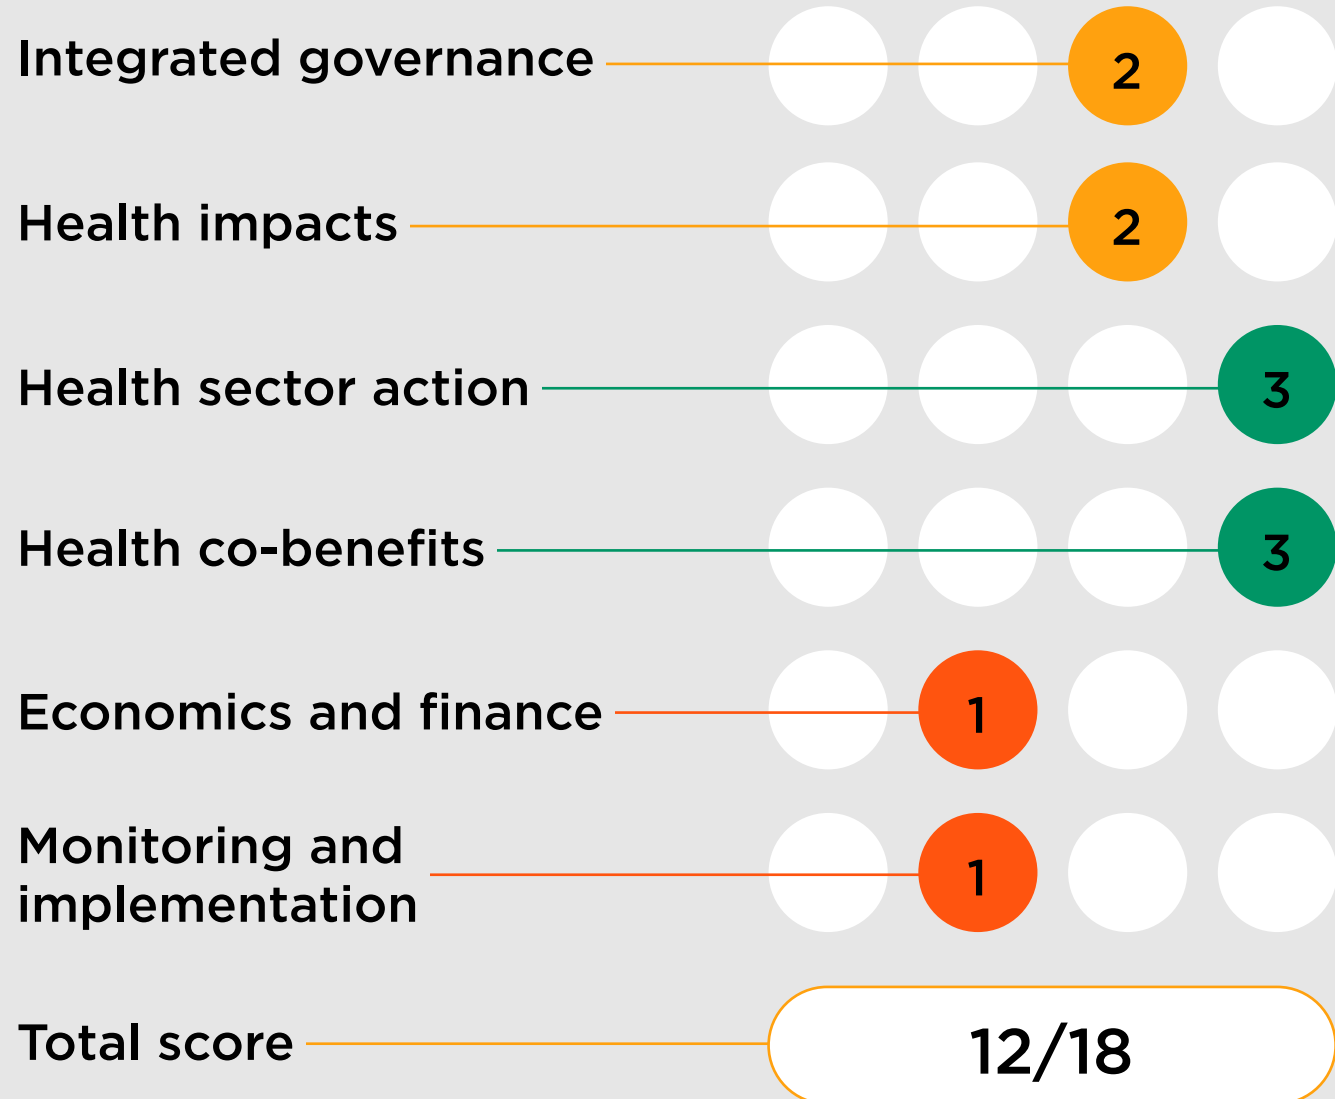 Integrated governance 2
Health impacts 2
Health sector action 3
Health co-benefits 3
Economics and finance 1
Monitoring and
implementation 1
Total score 12/18